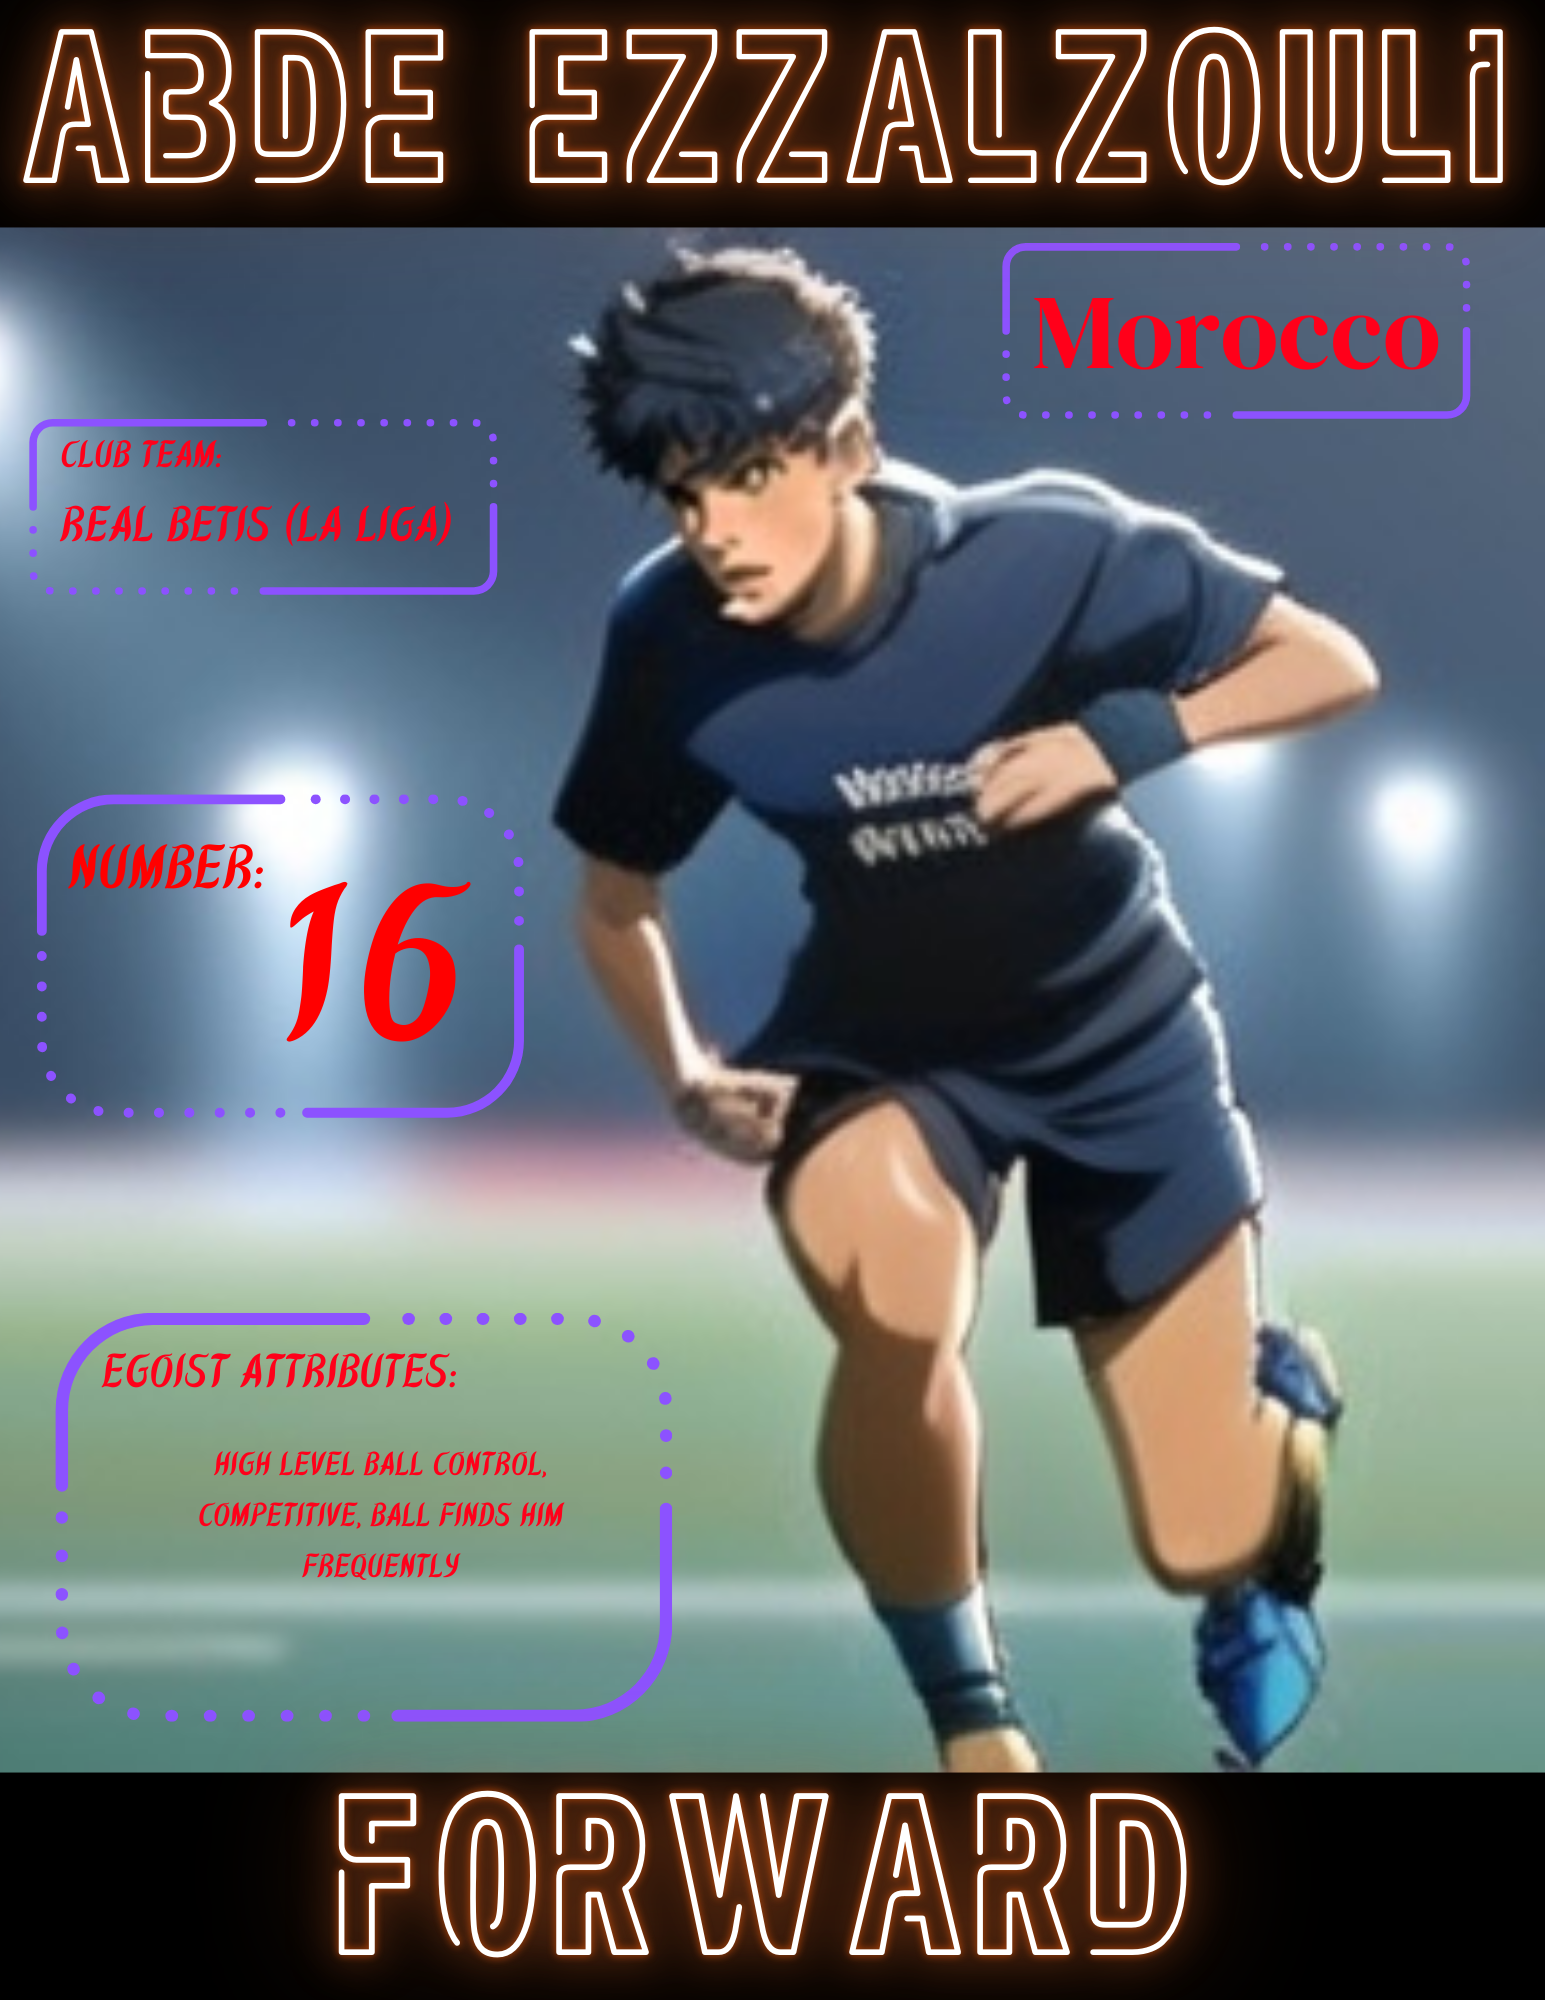 ABDE EZZALZOULI
Morocco
CLUB TEAM:
REAL BETIS (LA LIGA)
NUMBER:
16
EGOIST ATTRIBUTES:
HIGH LEVEL BALL CONTROL,
COMPETITIVE, BALL FINDS HIM
FREQUENTLY
FORWARD